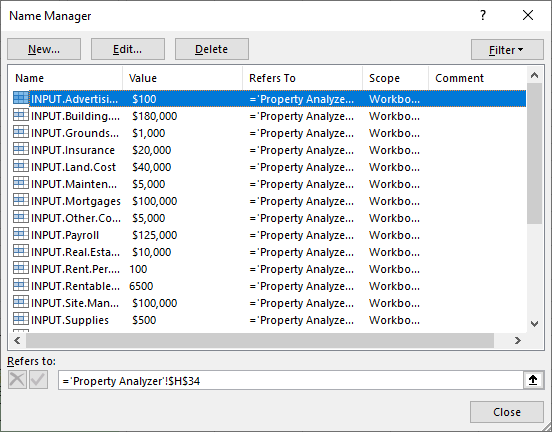 Name Manager ? ×
New... Edit... Delete Filter
Name Value Refers To Scope Comment
INPUT.Advertisi... $100 ='Property Analyze... Workbo...
INPUT.Building.... $180,000 ='Property Analyze... Workbo...
INPUT.Grounds... $1,000 ='Property Analyze... Workbo...
INPUT.Insurance $20,000 ='Property Analyze... Workbo...
INPUT.Land.Cost $40,000 ='Property Analyze... Workbo...
INPUT.Mainten... $5,000 ='Property Analyze... Workbo...
INPUT.Mortgages $100,000 ='Property Analyze... Workbo...
INPUT.Other.Co... $5,000 ='Property Analyze... Workbo...
INPUT.Payroll $125,000 ='Property Analyze... Workbo...
INPUT.Real.Esta... $10,000 ='Property Analyze... Workbo...
INPUT.Rent.Per... 100 ='Property Analyze... Workbo...
INPUT.Rentable... 6500 ='Property Analyze... Workbo...
INPUT.Site.Man... $100,000 ='Property Analyze... Workbo...
INPUT.Supplies $500 ='Property Analyze... Workbo...
Refers to:
='Property Analyzer'!$H$34
Close